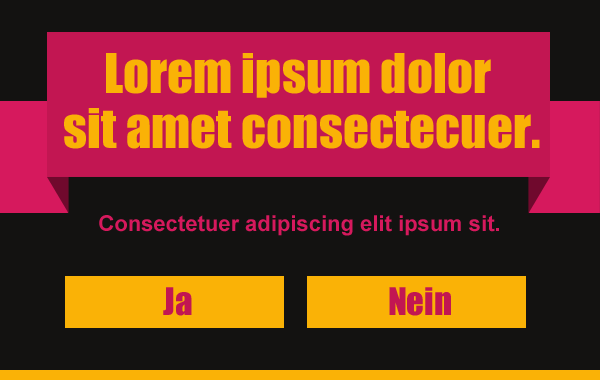 Lorem ipsum dolor
sit amet consectecuer.
Consectetuer adipiscing elit ipsum sit.
Ja
Nein